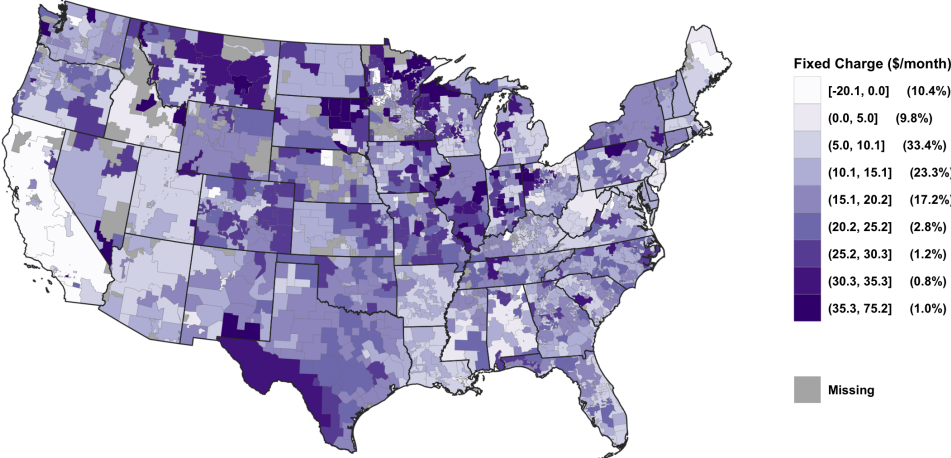 Fixed Charge ($/month)
[-20.1, 0.0] (10.4%)
(0.0, 5.0] (9.8%)
(5.0, 10.1] (33.4%)
(10.1, 15.1] (23.3%)
(15.1, 20.2] (17.2%)
(20.2, 25.2] (2.8%)
(25.2, 30.3] (1.2%)
(30.3, 35.3] (0.8%)
(35.3, 75.2] (1.0%)
Missing